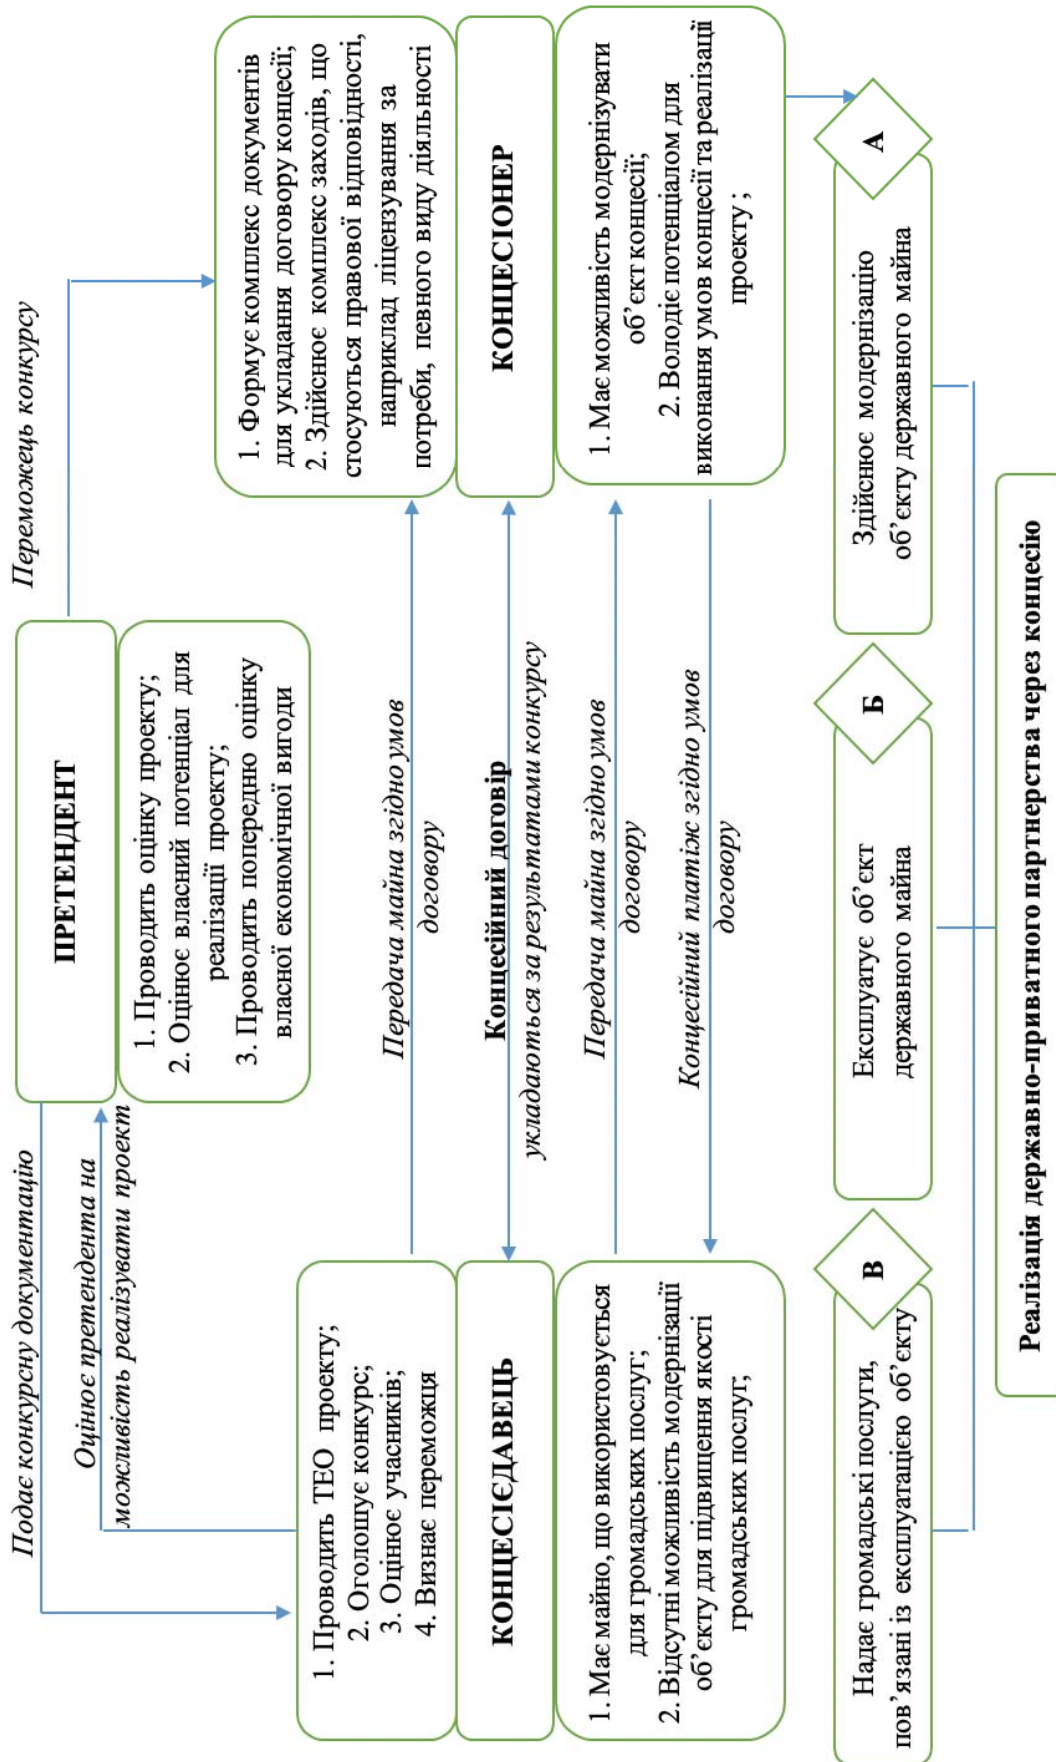 Подає конкурсну документацію
Оцінює претендента на
можливість реалізувати проект
ПРЕТЕНДЕНТ
1. Проводить оцінку проекту;
2. Оцінює власний потенціал для
реалізації проекту;
3. Проводить попередню оцінку
власної економічної вигоди
Переможець конкурсу
1. Проводить ТЕО проекту;
2. Оголошує конкурс;
3. Оцінює учасників;
4. Визнає переможця
КОНЦЕСІЄДАВЕЦЬ
1. Має майно, що використовується
для громадських послуг;
2. Відсутні можливість модернізації
об’єкту для підвищення якості
громадських послуг;
Передача майна згідно умов
договору
Концесійний договір
укладаються за результатами конкурсу
Передача майна згідно умов
договору
Концесійний платіж згідно умов
договору
1. Формує комплекс документів
для укладання договору концесії;
2. Здійснює комплекс заходів, що
стосуються правової відповідності,
наприклад ліцензування за
потреби, певного виду діяльності
КОНЦЕСІОНЕР
1. Має можливість модернізувати
об’єкт концесії;
2. Володіє потенціалом для
виконання умов концесії та реалізації
проекту ;
В
Надає громадські послуги,
пов’язані із експлуатацією об’єкту
Б
Експлуатує об’єкт
державного майна
А
Здійснює модернізацію
об’єкту державного майна
Реалізація державно-приватного партнерства через концесію